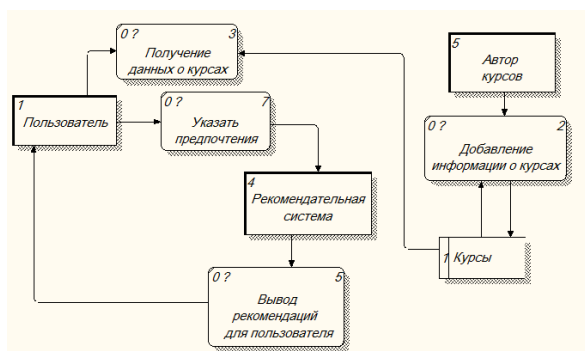 0 ? 3
Получение
данных о курсах
5
Автор
курсов
1
Пользователь
0 ? 7
Указать
предпочтения
0 ? 2
Добавление
информации о курсах
4
Рекомендательная
система
1 Курсы
0 ? 5
Вывод
рекомендаций
для пользователя